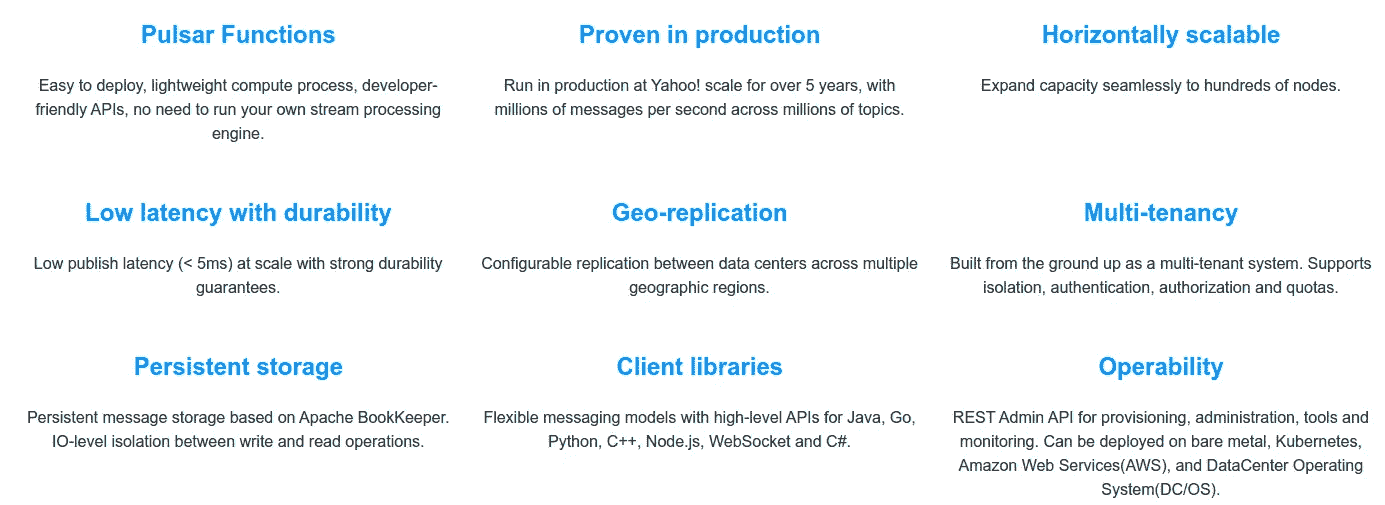 Pulsar Functions
Easy to deploy, lightweight compute process, developer-
friendly APIs, no need to run your own stream processing
engine.
Proven in production
Run in production at Yahoo! scale for over 5 years, with
millions of messages per second across millions of topics.
Horizontally scalable
Expand capacity seamlessly to hundreds of nodes.
Low latency with durability
Low publish latency (< 5ms) at scale with strong durability
guarantees.
Geo-replication
Configurable replication between data centers across multiple
geographic regions.
Multi-tenancy
Built from the ground up as a multi-tenant system. Supports
isolation, authentication, authorization and quotas.
Persistent storage
Persistent message storage based on Apache BookKeeper.
IO-level isolation between write and read operations.
Client libraries
Flexible messaging models with high-level APIs for Java, Go,
Python, C++, Node.js, WebSocket and C#.
Operability
REST Admin API for provisioning, administration, tools and
monitoring. Can be deployed on bare metal, Kubernetes,
Amazon Web Services(AWS), and DataCenter Operating
System(DC/OS).